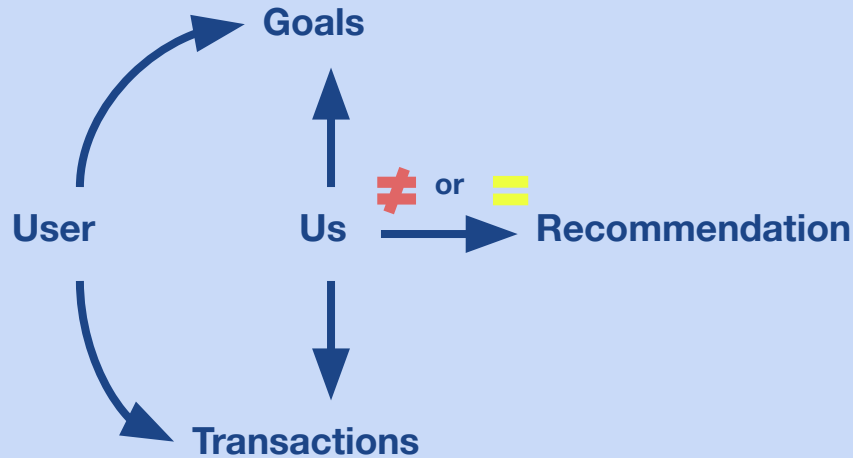 Goals
≠ or =
User
Us
Recommendation
Transactions